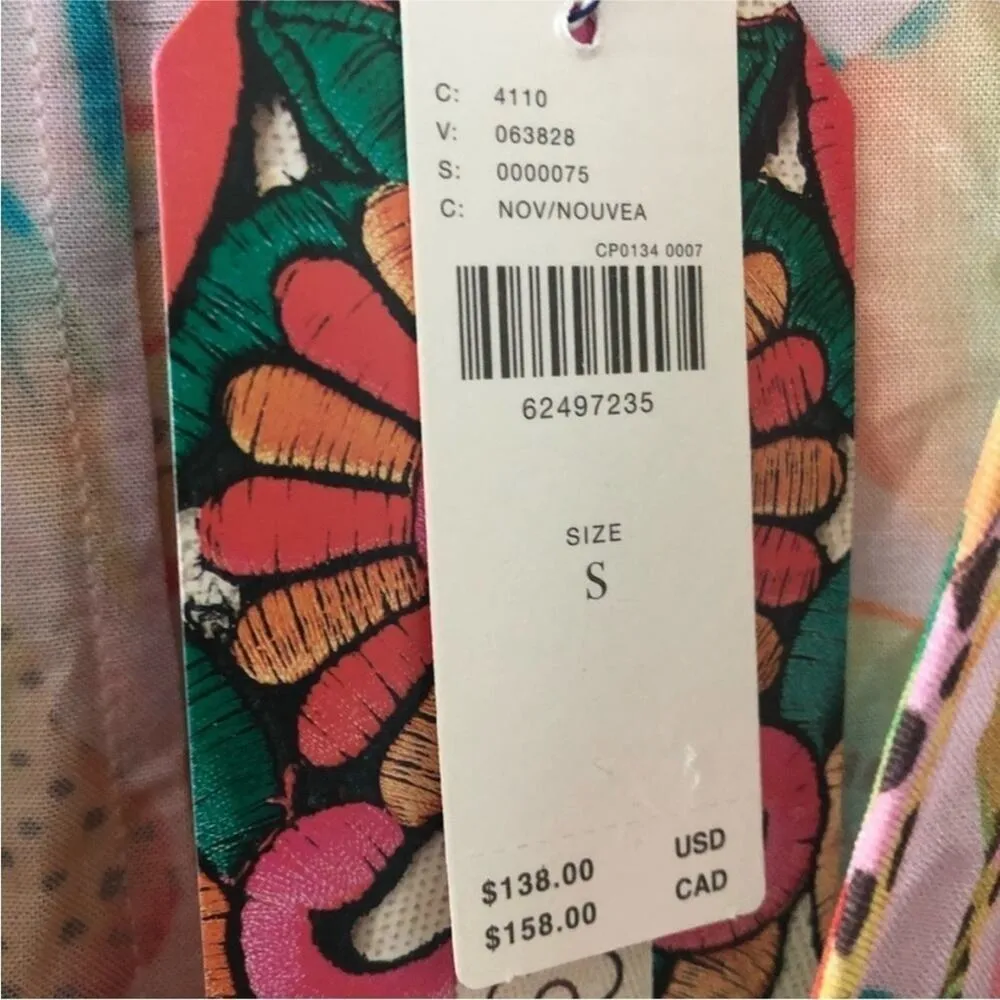 C: 4110
V: 063828
S: 0000075
C: NOV/NOUVEA
CP0134 0007
62497235
SIZE
S
$138.00 USD
$158.00 CAD